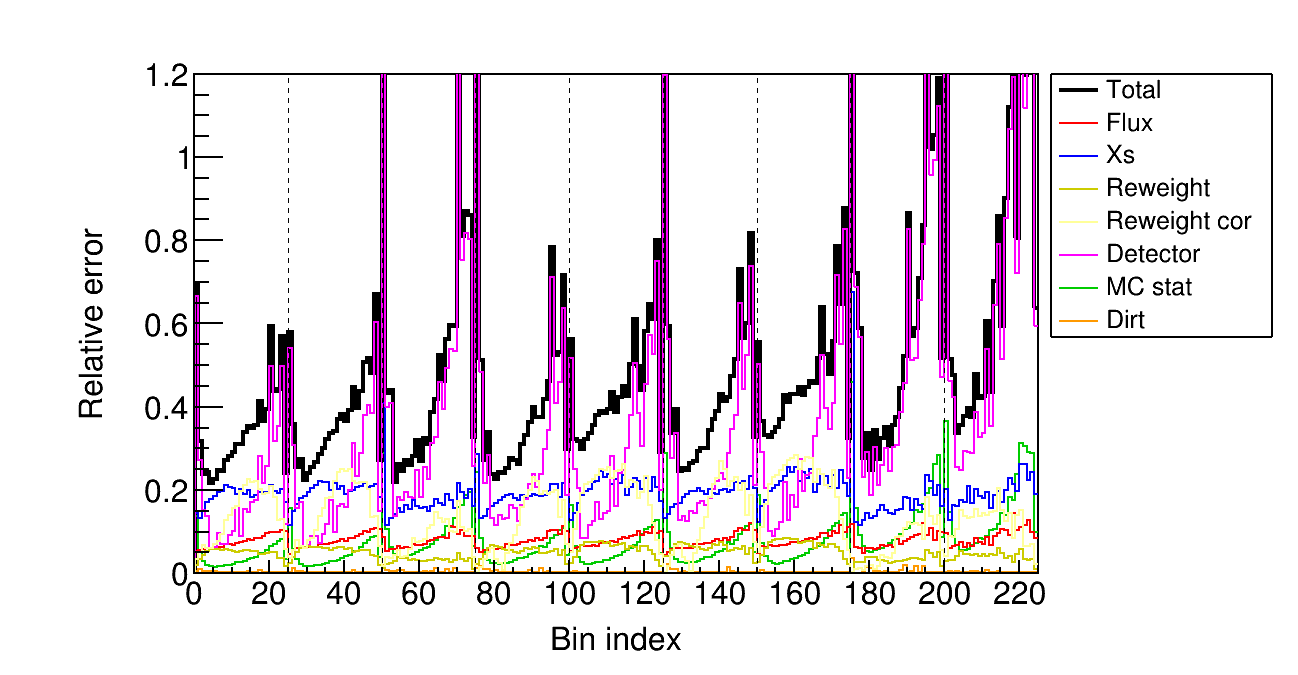 1.2
1
0.8
0.6
0.4
0.2
0
Relative error
0 20 40 60 80 100 120 140 160 180 200 220
Bin index
Total
Flux
Xs
Reweight
Reweight cor
Detector
MC stat
Dirt